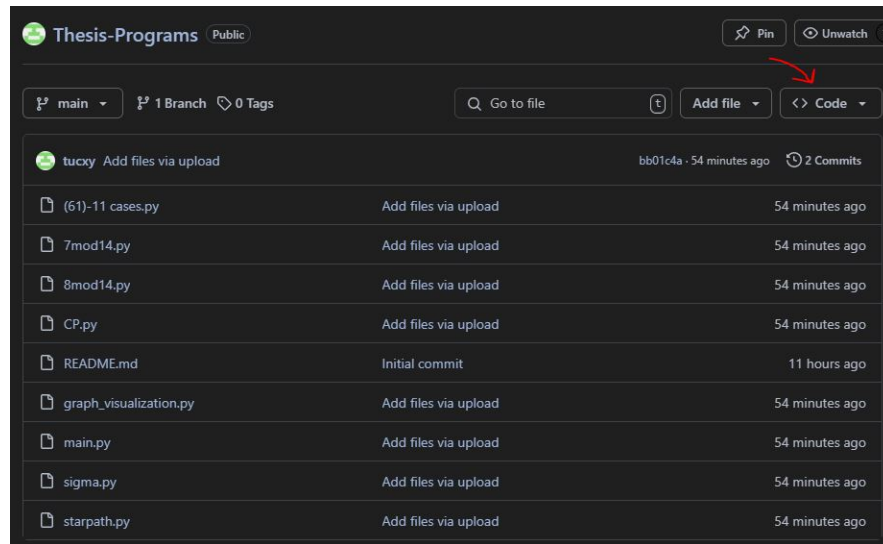 Thesis-Programs Public Pin Unwatch
main 1 Branch 0 Tags Go to file t Add file <> Code
tucxy Add files via upload bb01c4a · 54 minutes ago 2 Commits
(61)-11 cases.py Add files via upload 54 minutes ago
7mod14.py Add files via upload 54 minutes ago
8mod14.py Add files via upload 54 minutes ago
CP.py Add files via upload 54 minutes ago
README.md Initial commit 11 hours ago
graph_visualization.py Add files via upload 54 minutes ago
main.py Add files via upload 54 minutes ago
sigma.py Add files via upload 54 minutes ago
starpath.py Add files via upload 54 minutes ago